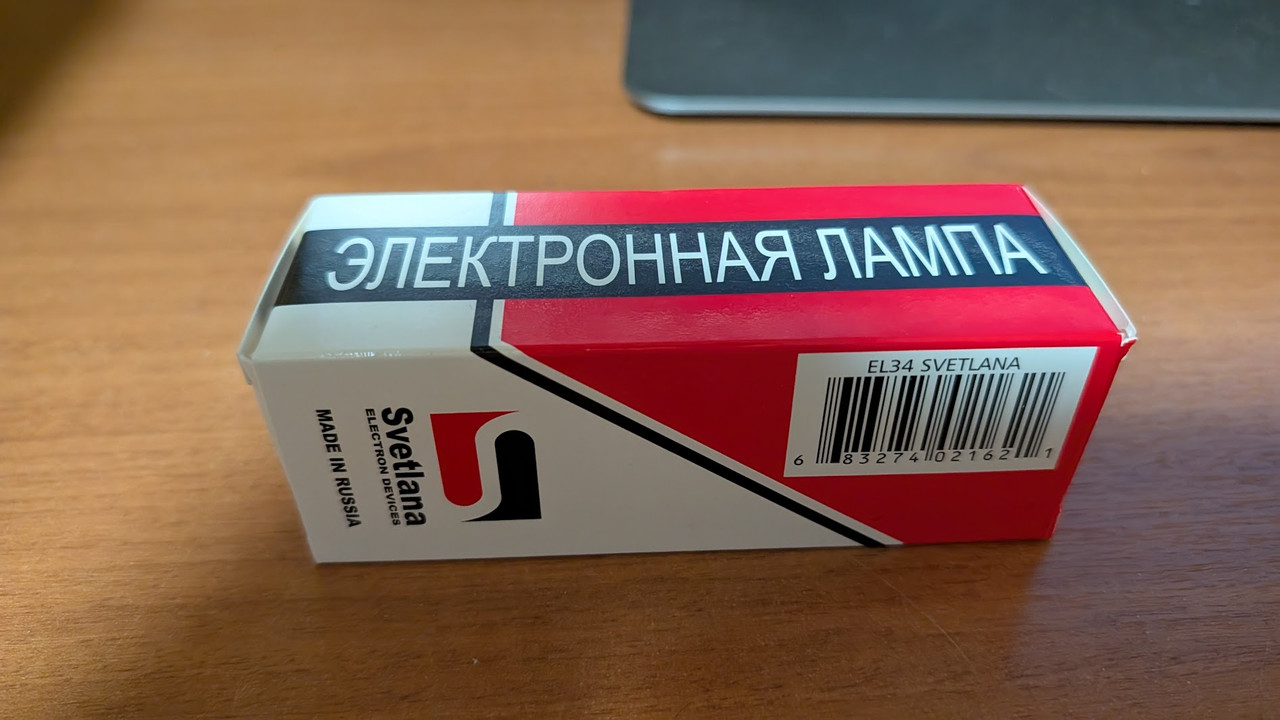 ЭЛЕКТРОННАЯ ЛАМПА
EL34 SVETLANA
6 83274 02162 1
Svetlana
ELECTRON DEVICES
MADE IN RUSSIA